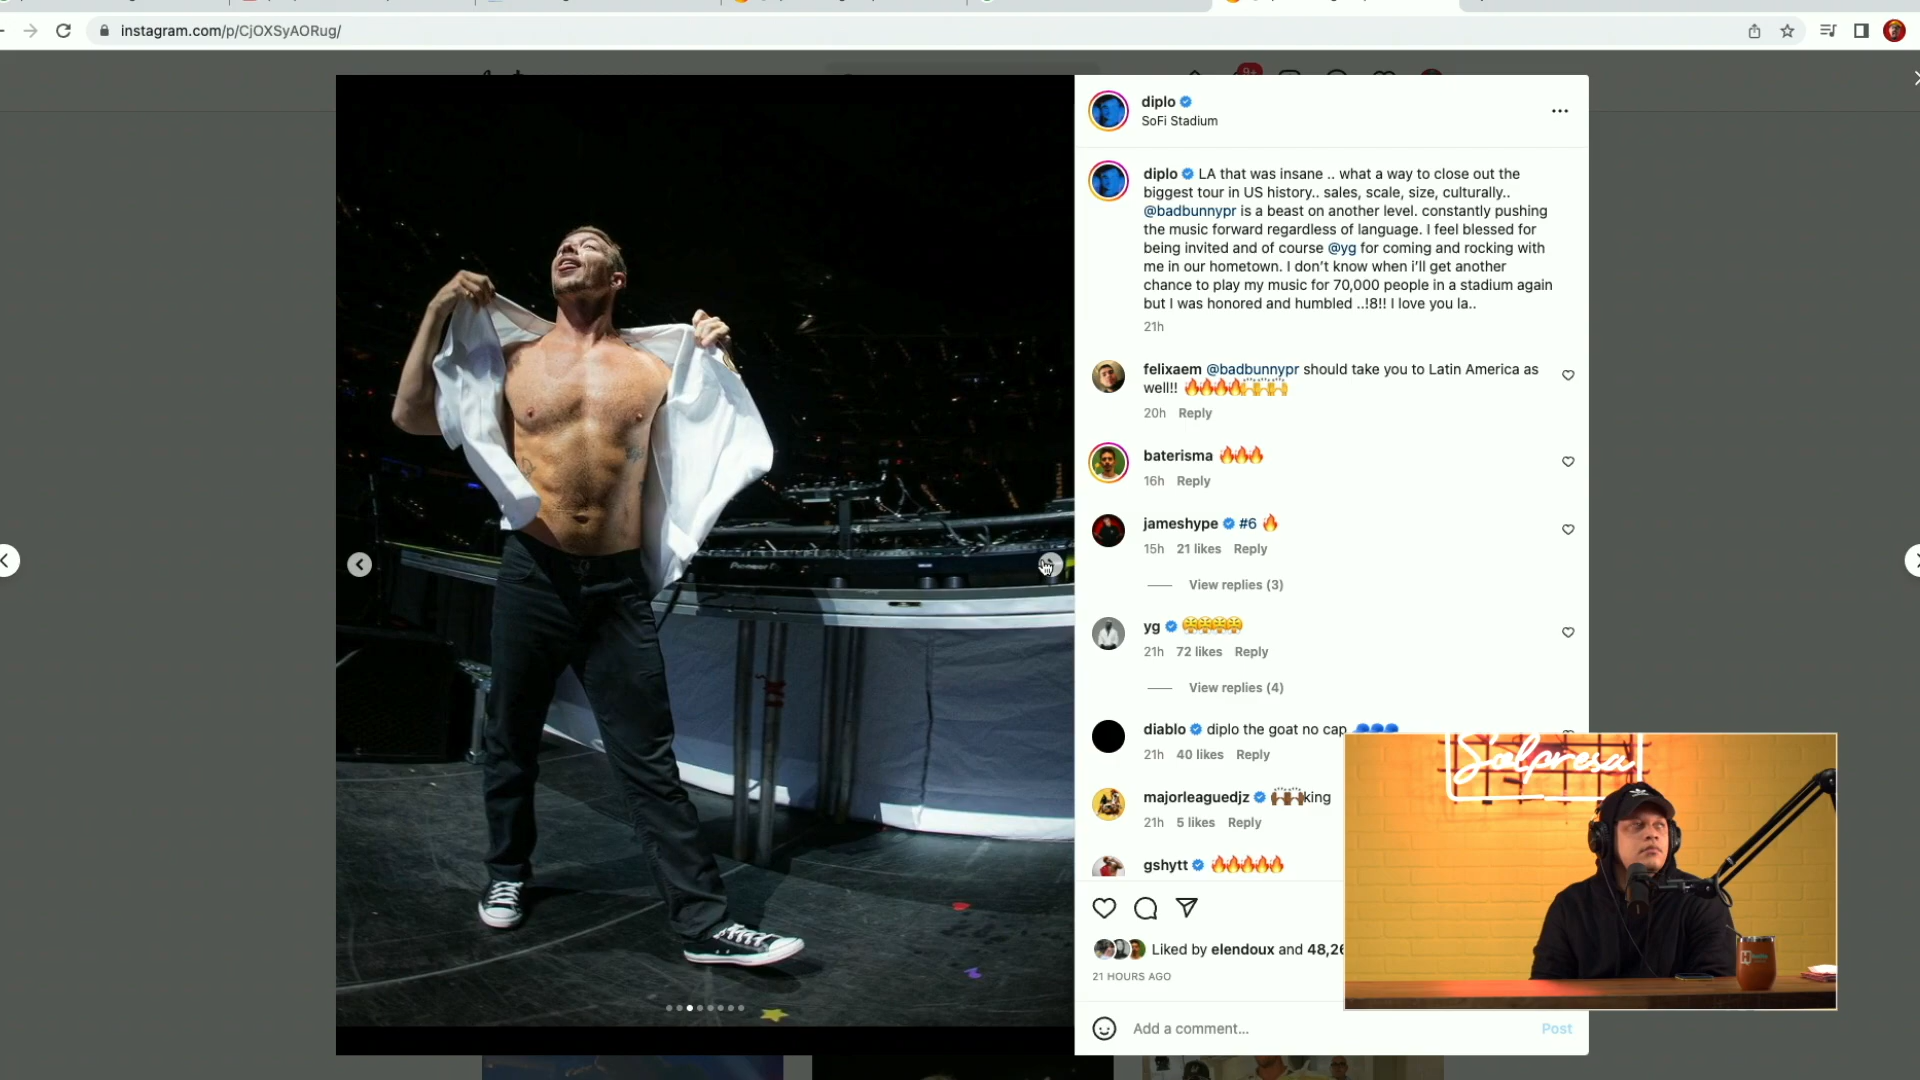 instagram.com/p/CjOXSyAORug/
9+
diplo
SoFi Stadium
diplo LA that was insane .. what a way to close out the
biggest tour in US history.. sales, scale, size, culturally..
@badbunnypr is a beast on another level. constantly pushing
the music forward regardless of language. I feel blessed for
being invited and of course @yg for coming and rocking with
me in our hometown. I don't know when i'll get another
chance to play my music for 70,000 people in a stadium again
but I was honored and humbled ..!8!! I love you la..
21h
felixaem @badbunnypr should take you to Latin America as
well!! 🔥🔥🔥🔥🙌🙌🙌
20h Reply
baterisma 🔥🔥🔥
16h Reply
jameshype #6 🔥
15h 21 likes Reply
View replies (3)
yg 😤😤😤😤
21h 72 likes Reply
View replies (4)
diablo diplo the goat no cap 🔵🔵🔵
21h 40 likes Reply
majorleaguedjz 🙌🏾🙌🏾king
21h 5 likes Reply
gshytt 🔥🔥🔥🔥🔥
Liked by elendoux and 48,26
21 HOURS AGO
Add a comment...
Post
Pioneer DJ
Solpresa